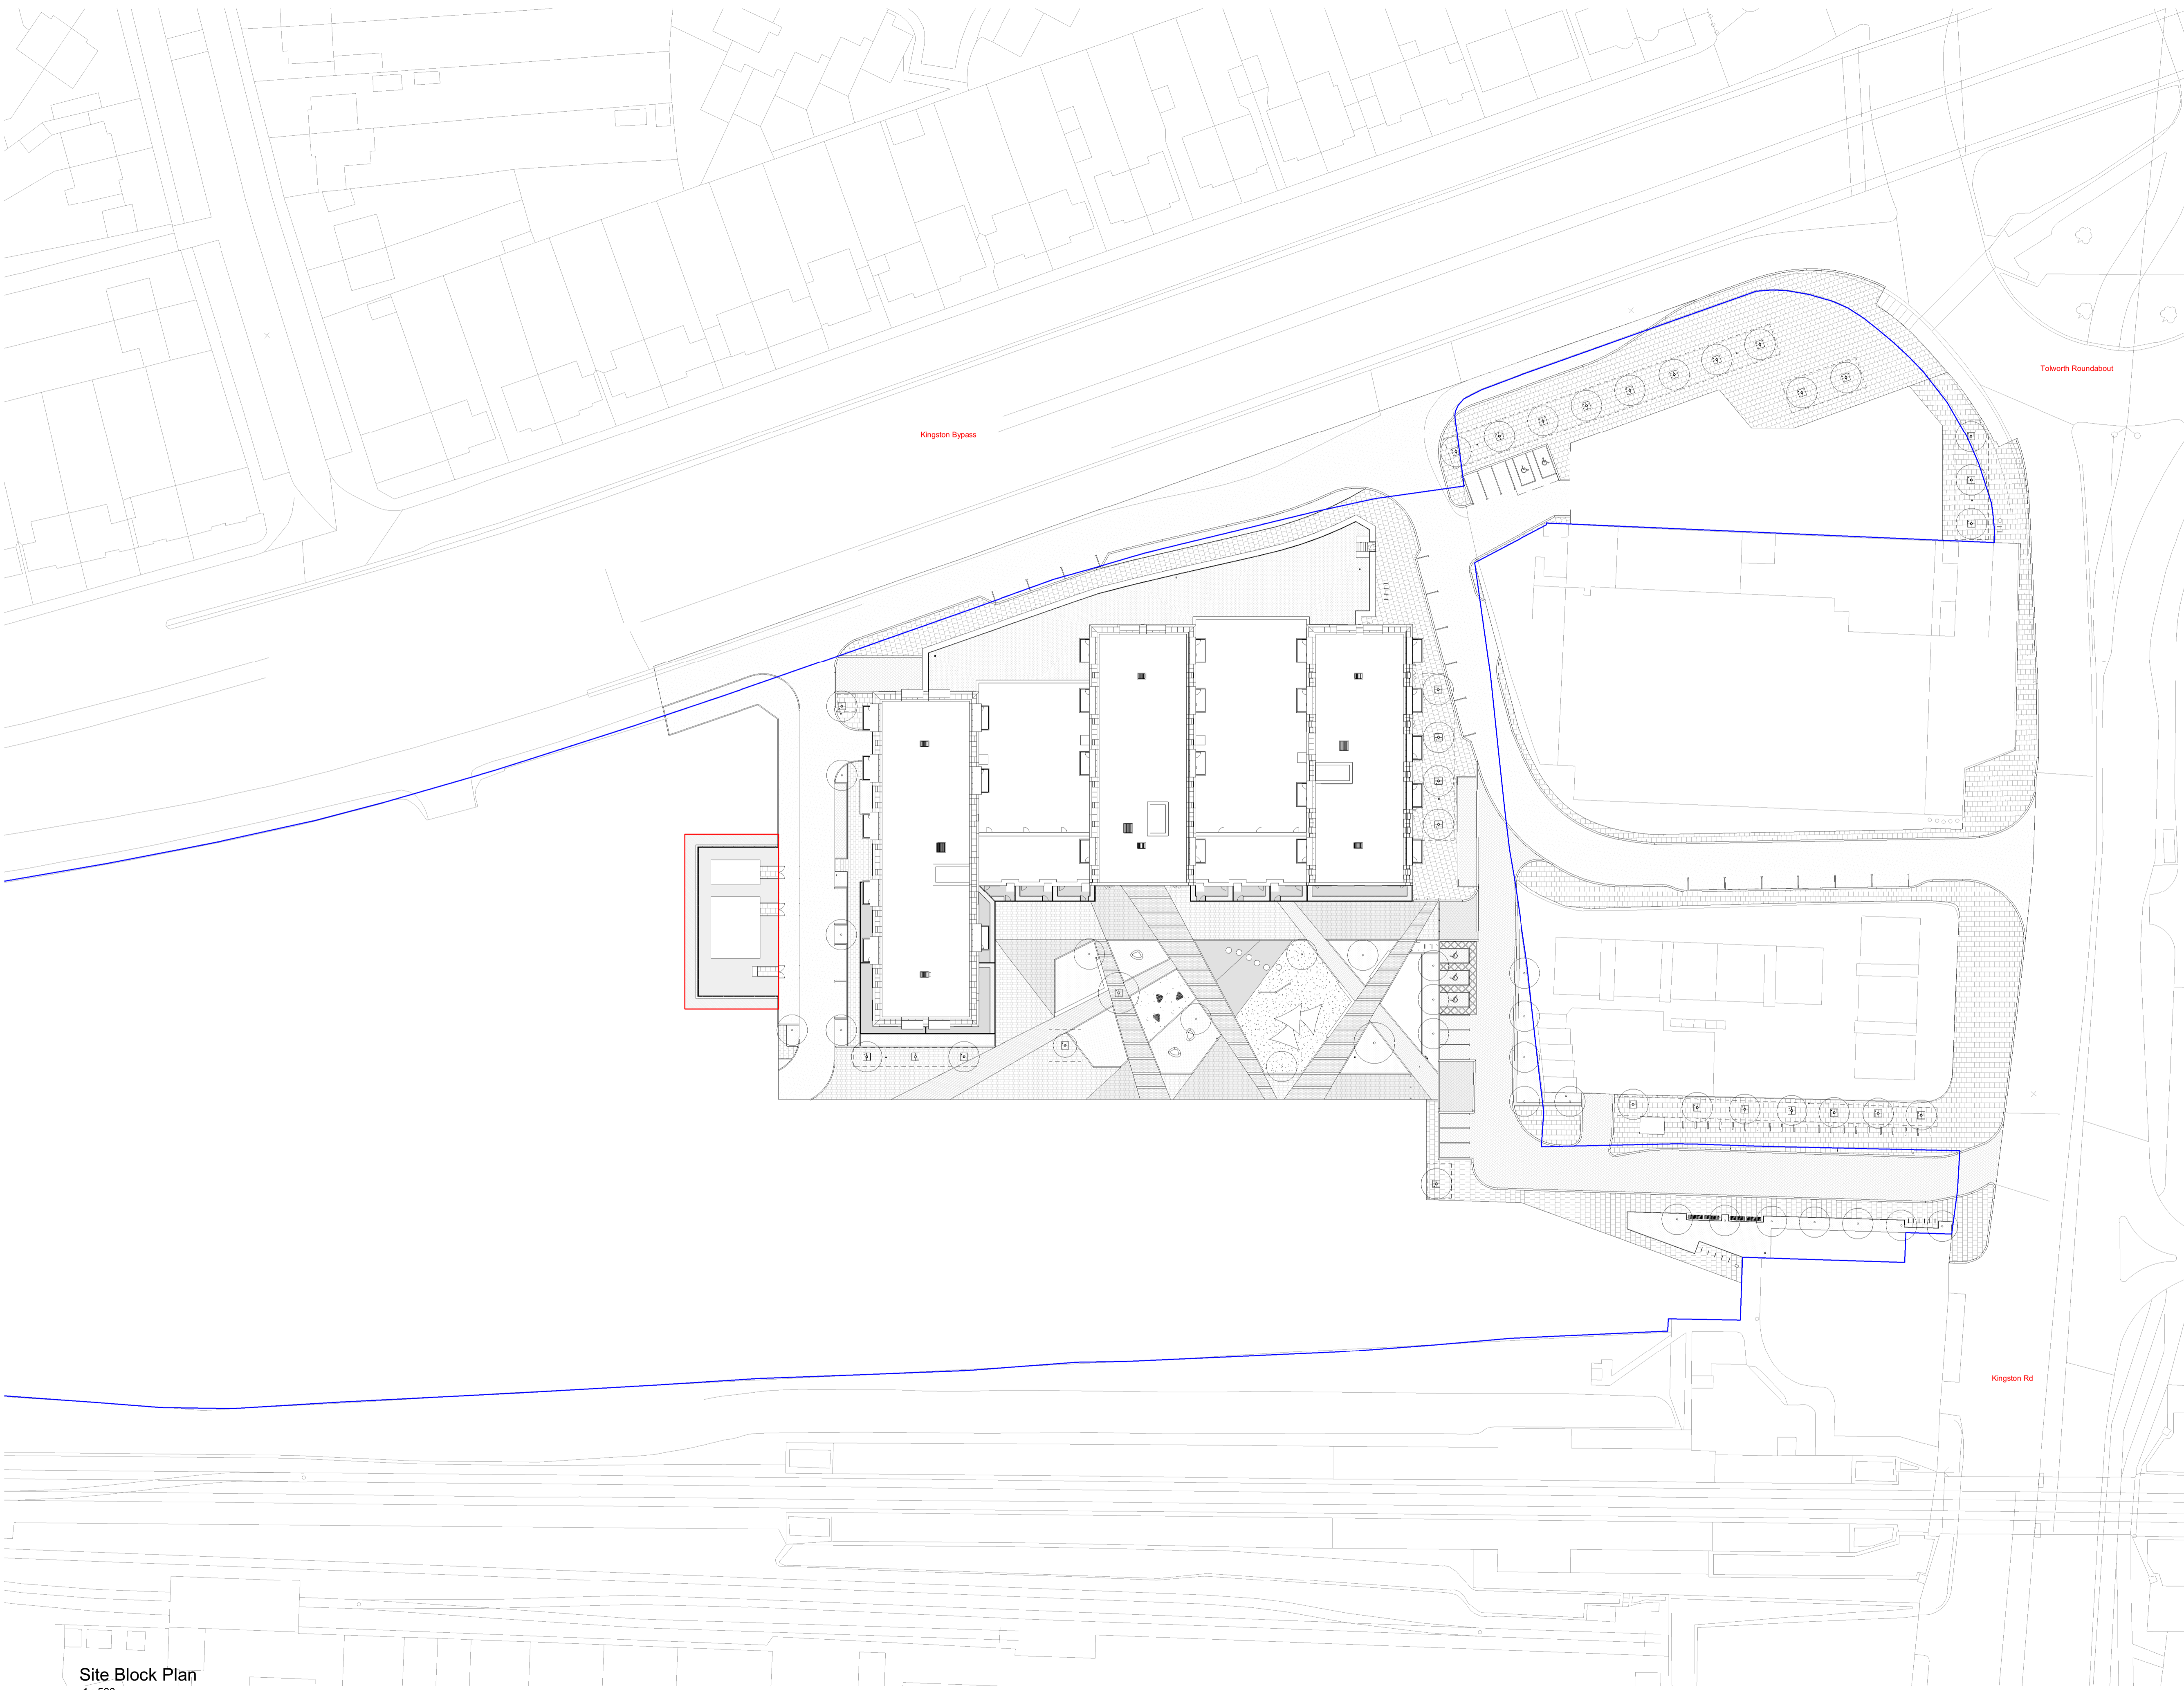 Tolworth Roundabout
Kingston Bypass
Kingston Rd
Site Block Plan